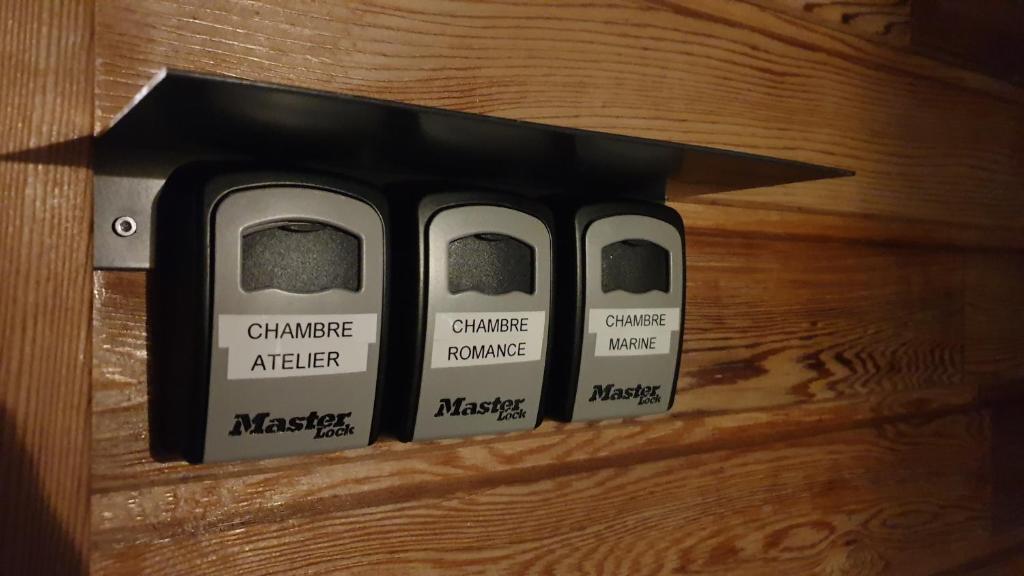 CHAMBRE
ATELIER
Master
Lock
CHAMBRE
ROMANCE
Master
Lock
CHAMBRE
MARINE
Master
Lock